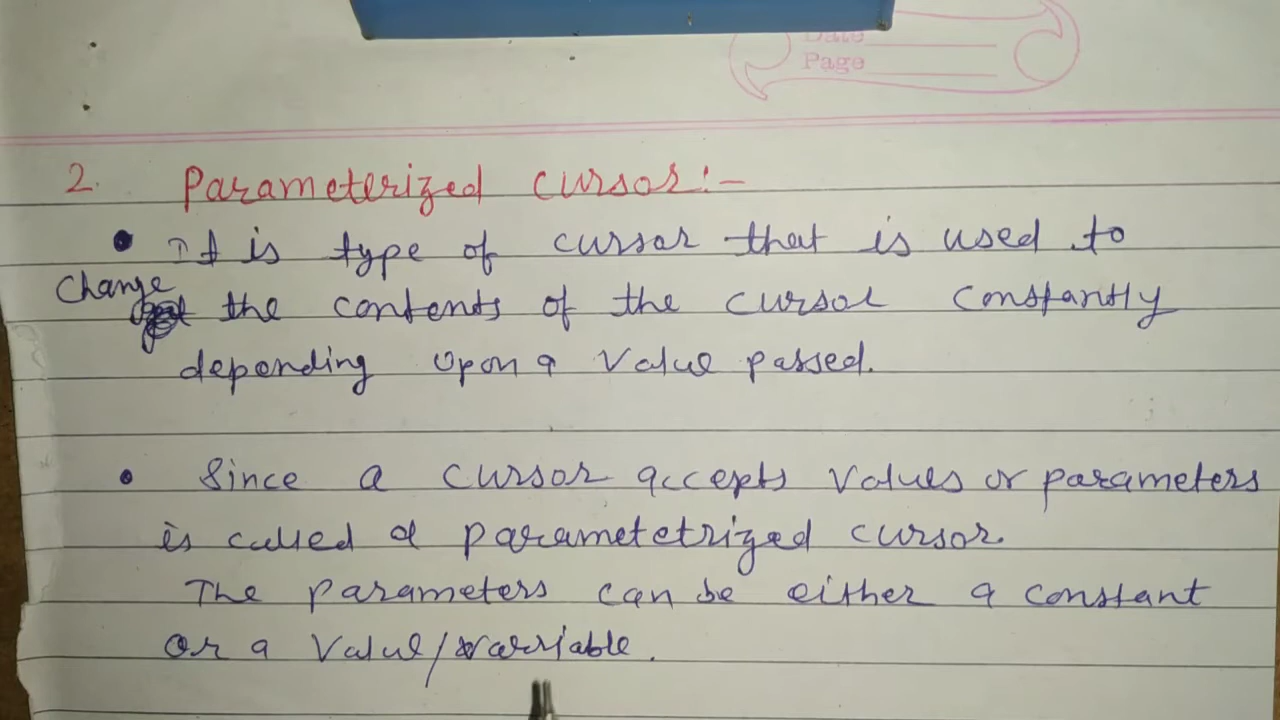 Date
Page
2. Parameterized cursor:-
• It is type of cursor that is used to
change the contents of the cursor constantly
depending upon a value passed.
• Since a cursor accepts values or parameters
is called a parametetrized cursor.
The parameters can be either a constant
or a value/variable.